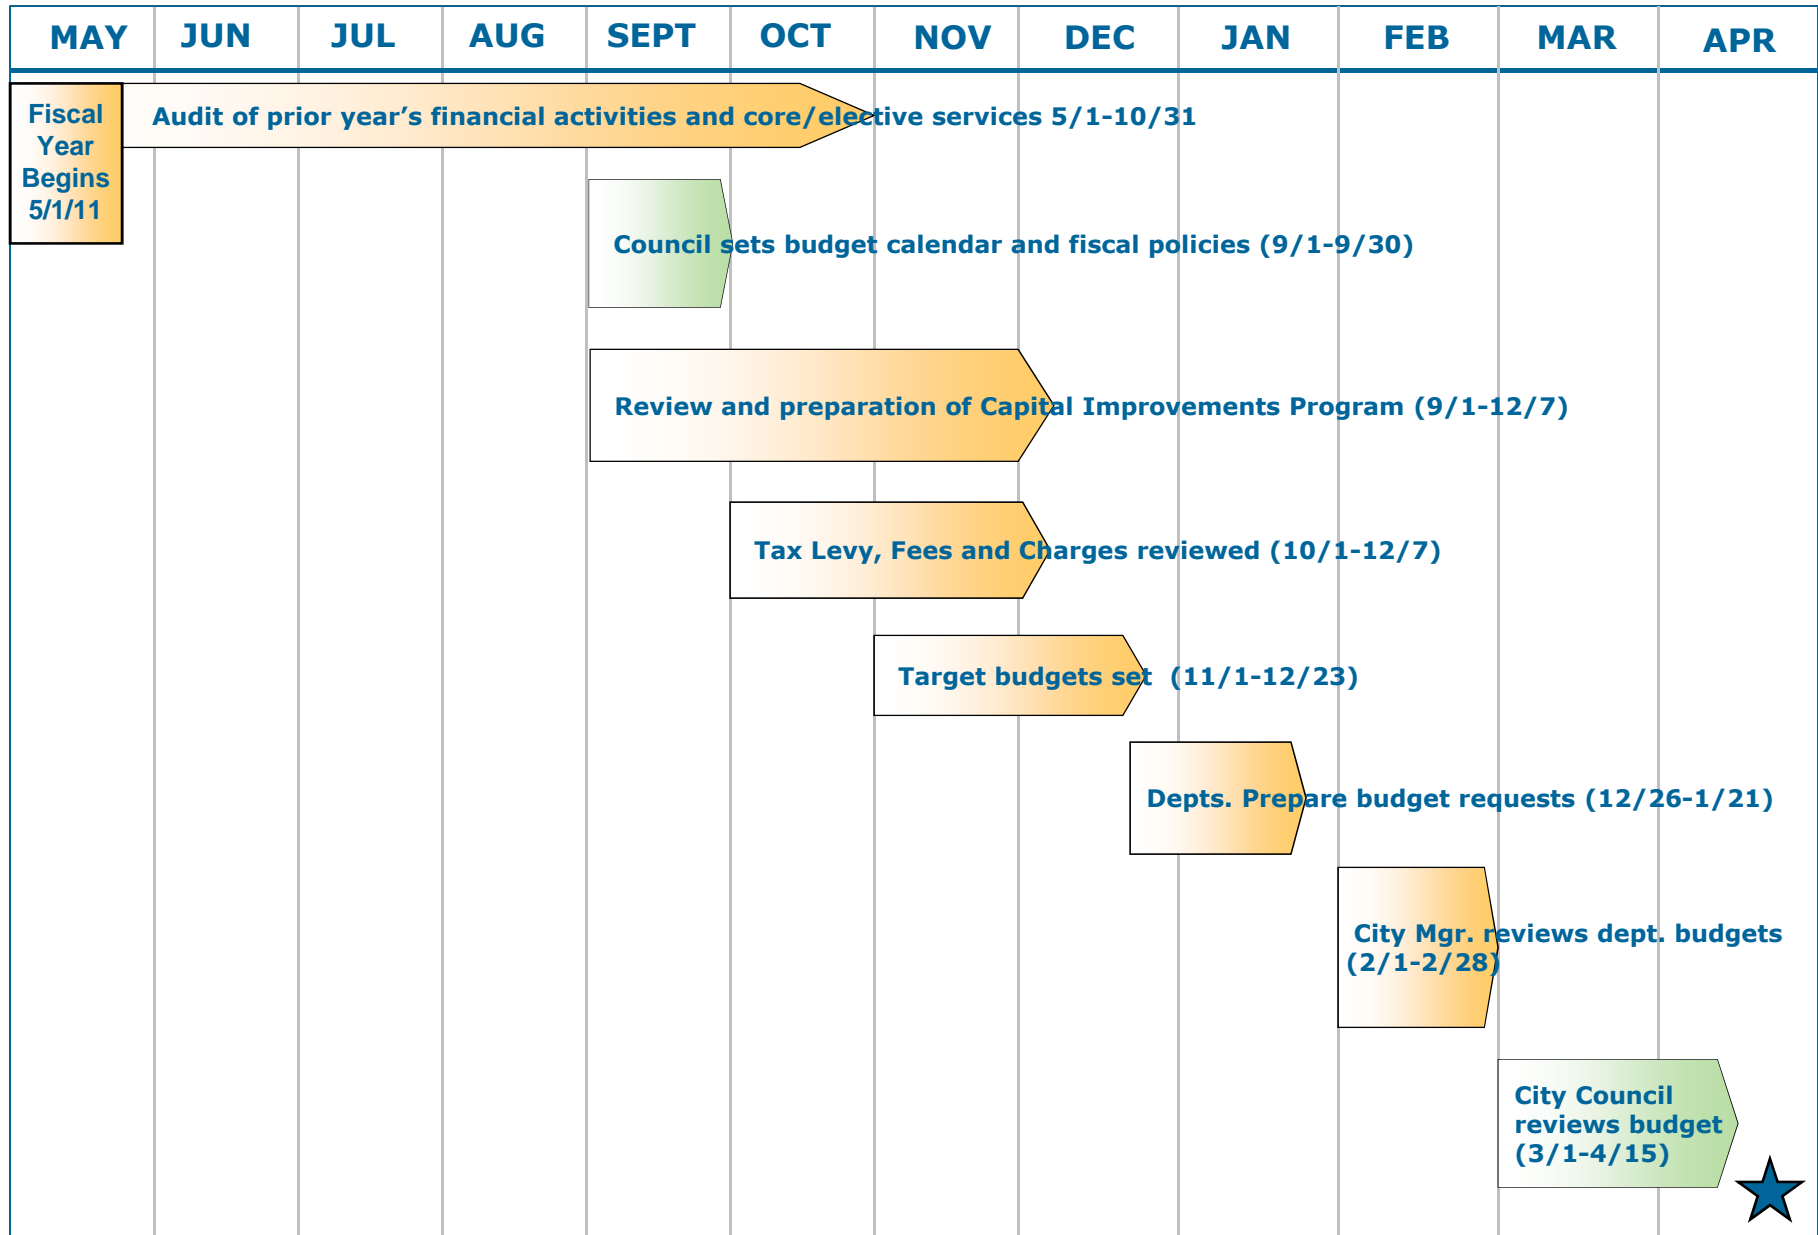 MAY JUN JUL AUG SEPT OCT NOV DEC JAN FEB MAR APR
Fiscal
Year
Begins
5/1/11
Audit of prior year’s financial activities and core/elective services 5/1-10/31
Council sets budget calendar and fiscal policies (9/1-9/30)
Review and preparation of Capital Improvements Program (9/1-12/7)
Tax Levy, Fees and Charges reviewed (10/1-12/7)
Target budgets set (11/1-12/23)
Depts. Prepare budget requests (12/26-1/21)
City Mgr. reviews dept. budgets
(2/1-2/28)
City Council
reviews budget
(3/1-4/15)